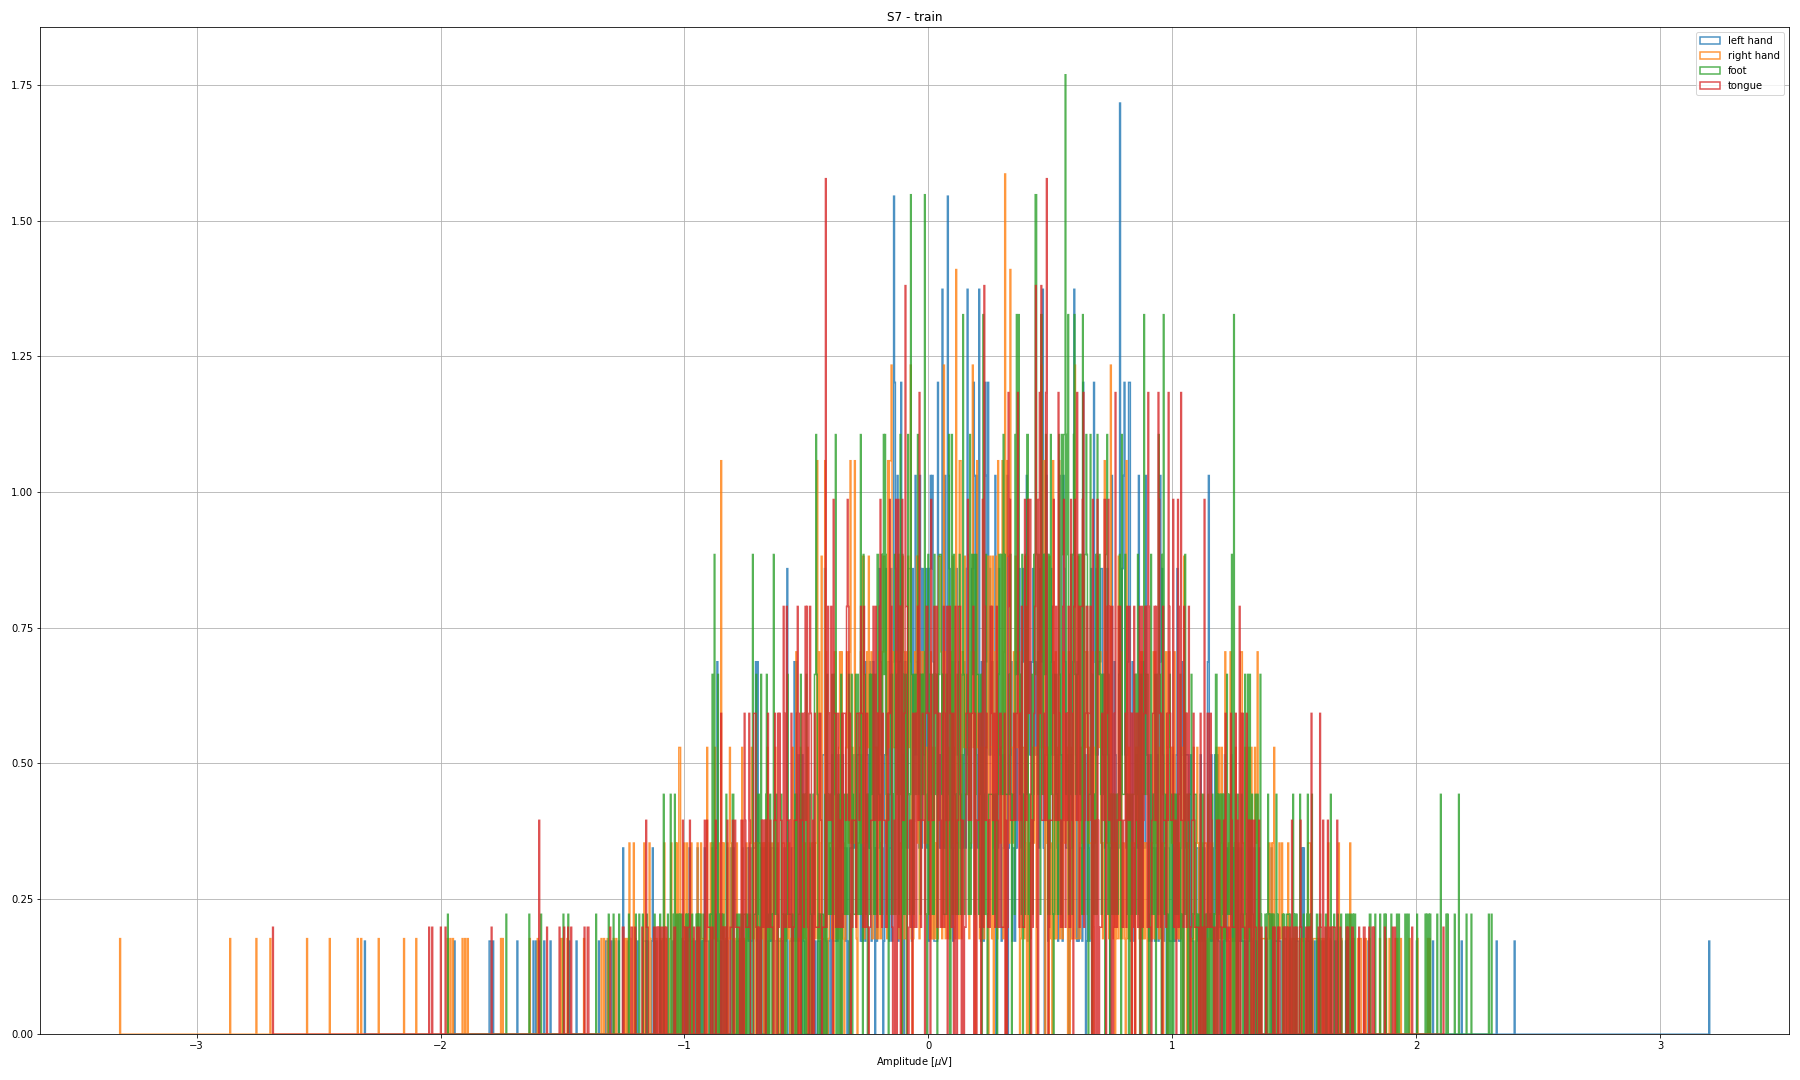 S7 - train
left hand
right hand
foot
tongue
1.75
1.50
1.25
1.00
0.75
0.50
0.25
0.00
−3 −2 −1 0 1 2 3
Amplitude [μV]